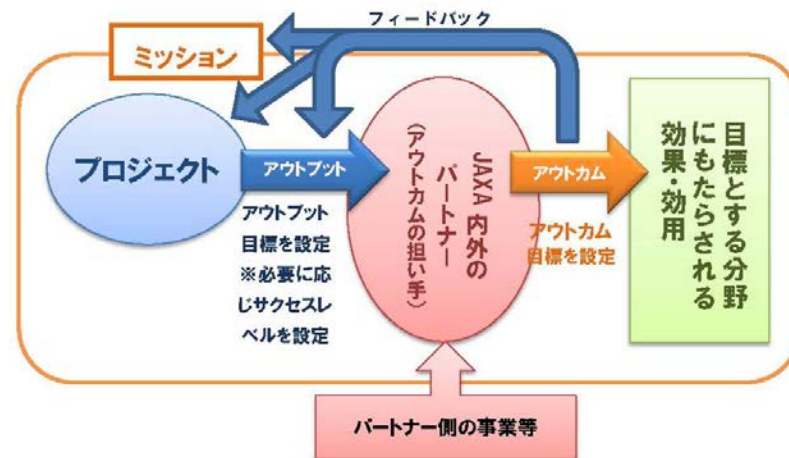 フィードバック
ミッション
プロジェクト
アウトプット
アウトプット
目標を設定
※必要に応
じサクセスレ
ベルを設定
JAXA 内外の
パートナー
(アウトカムの担い手)
アウトカム
アウトカム
目標を設定
目標とする分野
にもたらされる
効果・効用
パートナー側の事業等